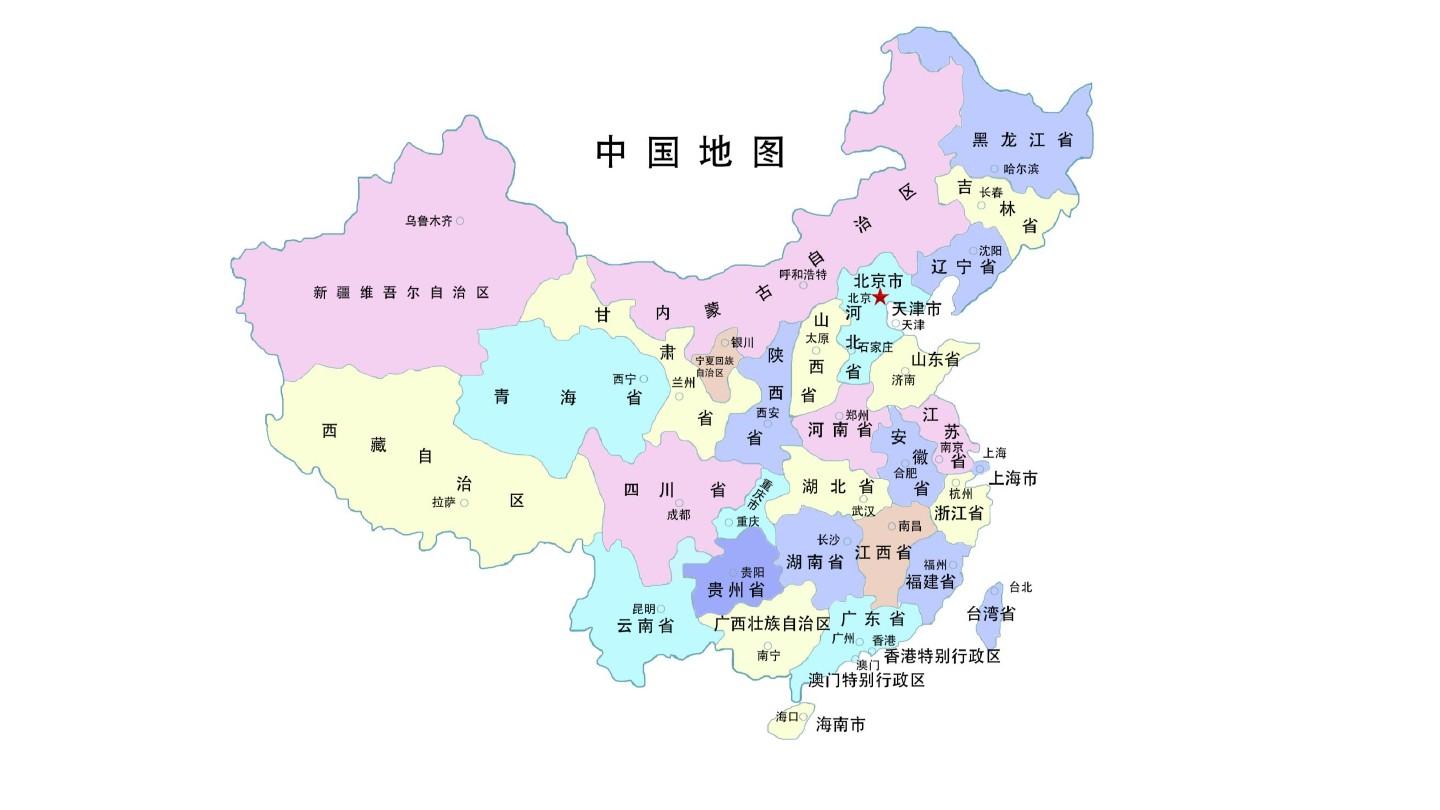 中国地图
黑龙江省
哈尔滨
吉林省
长春
辽宁省
沈阳
内蒙古自治区
呼和浩特
新疆维吾尔自治区
乌鲁木齐
北京市
北京
天津市
天津
河北省
石家庄
山西省
太原
山东省
济南
陕西省
西安
宁夏回族
自治区
银川
甘肃省
兰州
青海省
西宁
西藏自治区
拉萨
河南省
郑州
江苏省
南京
安徽省
合肥
上海
上海市
四川省
成都
重庆市
重庆
湖北省
武汉
浙江省
杭州
湖南省
长沙
江西省
南昌
贵州省
贵阳
福建省
福州
台湾省
台北
云南省
昆明
广西壮族自治区
南宁
广东省
广州
香港
香港特别行政区
澳门
澳门特别行政区
海口
海南市